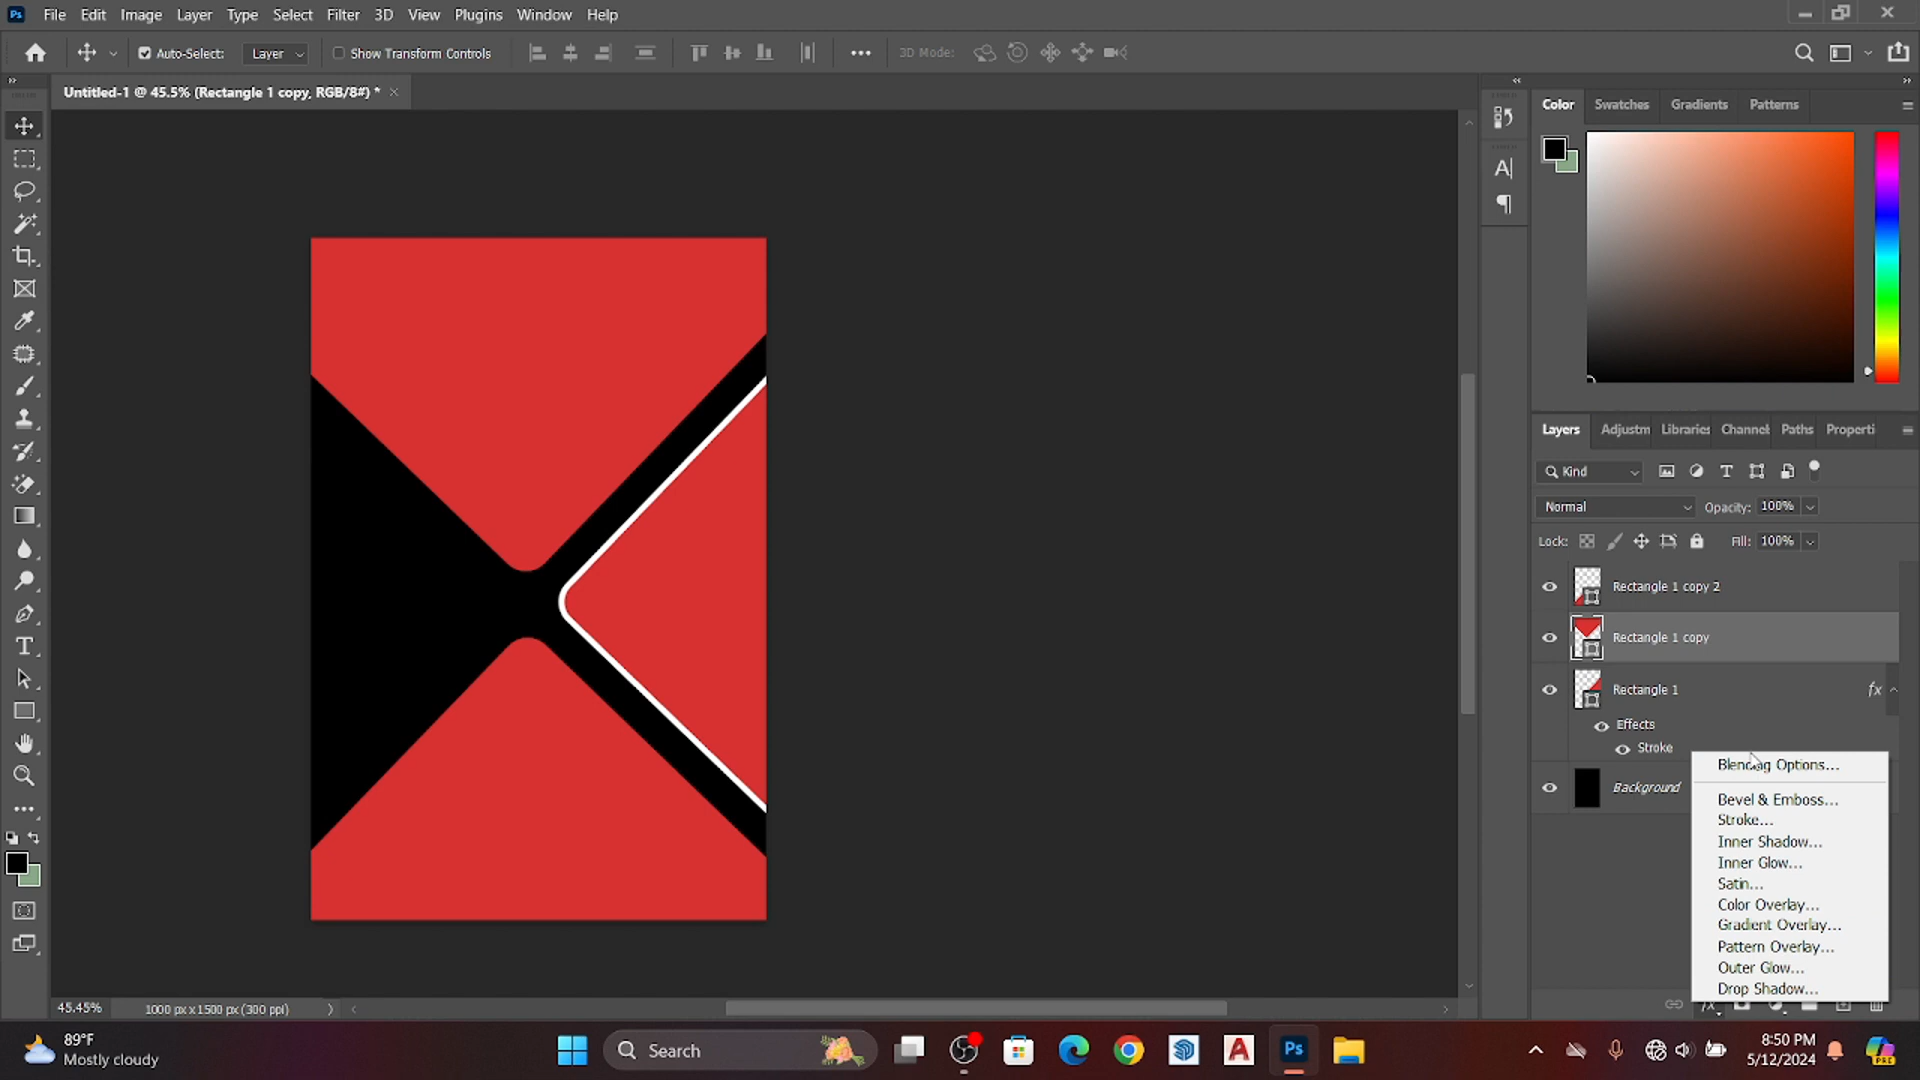 Ps File Edit Image Layer Type Select Filter 3D View Plugins Window Help
Auto-Select: Layer Show Transform Controls 3D Mode:
Untitled-1 @ 45.5% (Rectangle 1 copy, RGB/8#) *
Color Swatches Gradients Patterns
Layers Adjustm Libraries Channel Paths Properti
Kind
Normal Opacity: 100%
Lock: Fill: 100%
Rectangle 1 copy 2
Rectangle 1 copy
Rectangle 1 fx
Effects
Stroke
Background
Blending Options...
Bevel & Emboss...
Stroke...
Inner Shadow...
Inner Glow...
Satin...
Color Overlay...
Gradient Overlay...
Pattern Overlay...
Outer Glow...
Drop Shadow...
45.45% 1000 px x 1500 px (300 ppi)
89°F
Mostly cloudy
Search
Ps
8:50 PM
5/12/2024
PRE